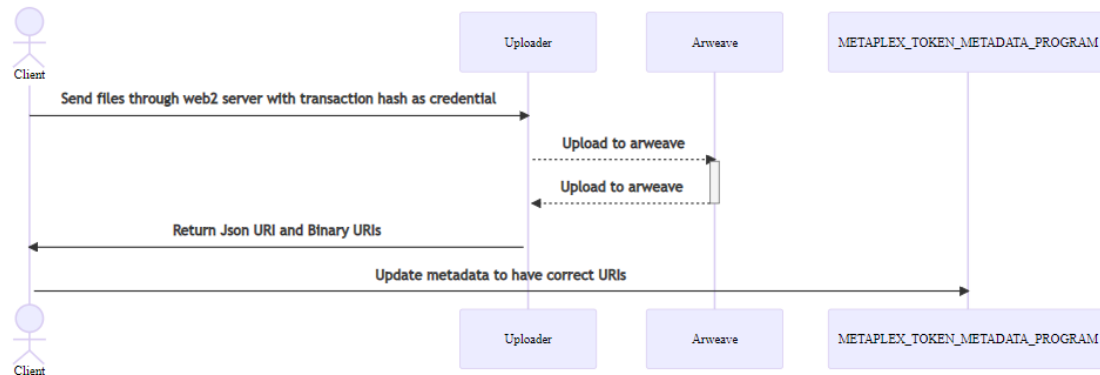 Uploader
Arweave
METAPLEX_TOKEN_METADATA_PROGRAM
Client
Send files through web2 server with transaction hash as credential
Upload to arweave
Upload to arweave
Return Json URI and Binary URIs
Update metadata to have correct URIs
Uploader
Arweave
METAPLEX_TOKEN_METADATA_PROGRAM
Client